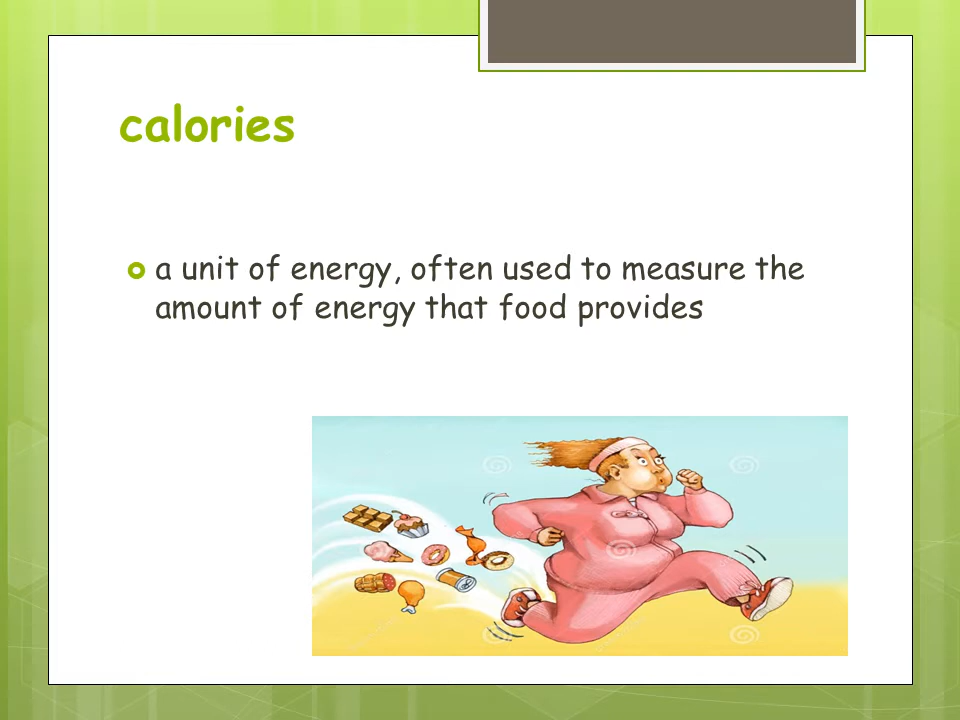 calories
a unit of energy, often used to measure the
amount of energy that food provides